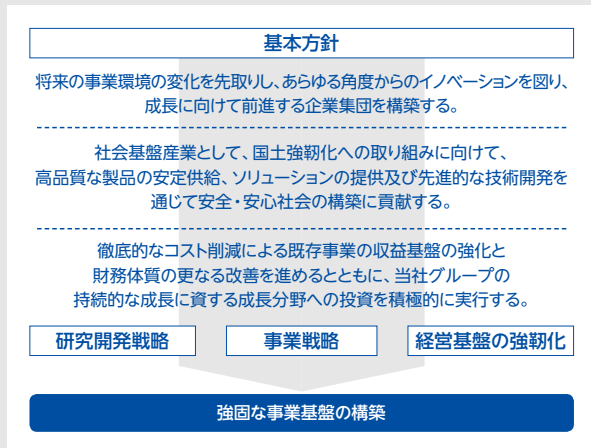 基本方針
将来の事業環境の変化を先取りし、あらゆる角度からのイノベーションを図り、
成長に向けて前進する企業集団を構築する。
社会基盤産業として、国土強靭化への取り組みに向けて、
高品質な製品の安定供給、ソリューションの提供及び先進的な技術開発を
通じて安全・安心社会の構築に貢献する。
徹底的なコスト削減による既存事業の収益基盤の強化と
財務体質の更なる改善を進めるとともに、当社グループの
持続的な成長に資する成長分野への投資を積極的に実行する。
研究開発戦略 事業戦略 経営基盤の強靭化
強固な事業基盤の構築